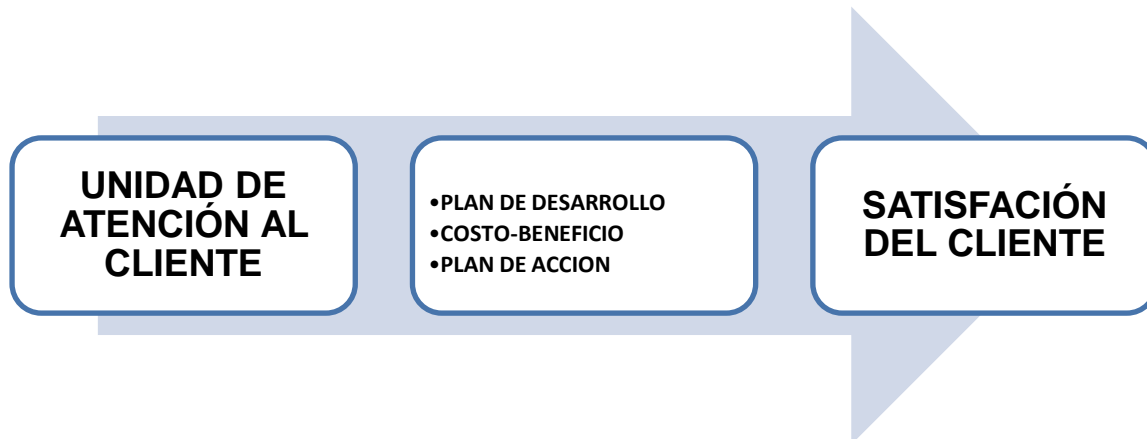 UNIDAD DE
ATENCIÓN AL
CLIENTE
•PLAN DE DESARROLLO
•COSTO-BENEFICIO
•PLAN DE ACCION
SATISFACIÓN
DEL CLIENTE